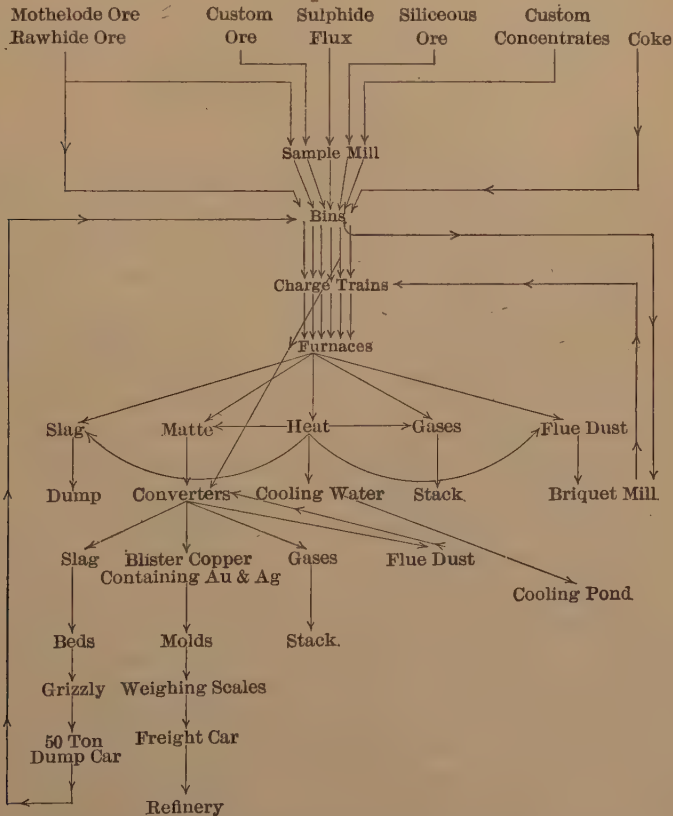 Mothelode Ore
Rawhide Ore
Custom
Ore
Sulphide
Flux
Siliceous
Ore
Custom
Concentrates
Coke
Sample Mill
Bins
Charge Trains
Furnaces
Slag
Matte
Heat
Gases
Flue Dust
Dump
Converters
Cooling Water
Stack.
Briquet Mill
Slag
Blister Copper
Containing Au & Ag
Gases
Flue Dust
Cooling Pond
Beds
Molds
Stack.
Grizzly
Weighing Scales
50 Ton
Dump Car
Freight Car
Refinery